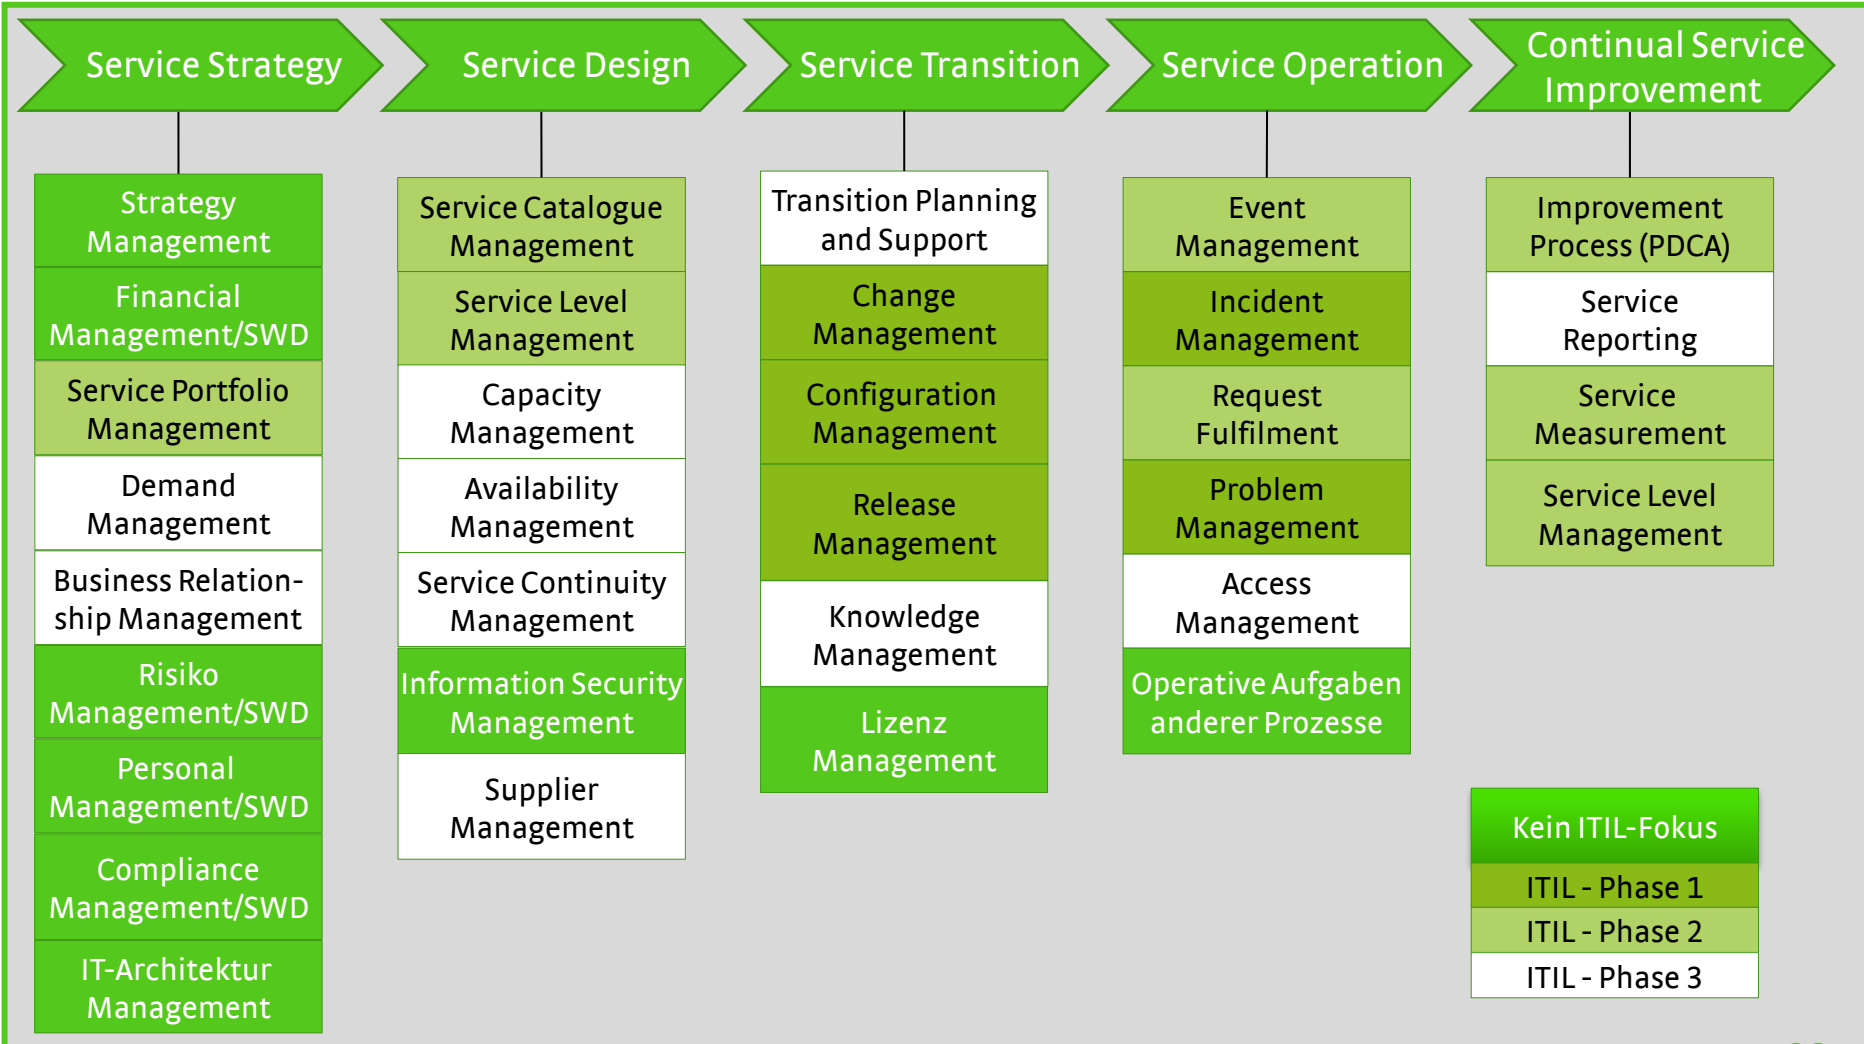 Service Strategy
Service Design
Service Transition
Service Operation
Continual Service
Improvement
Strategy
Management
Financial
Management/SWD
Service Portfolio
Management
Demand
Management
Business Relation-
ship Management
Risiko
Management/SWD
Personal
Management/SWD
Compliance
Management/SWD
IT-Architektur
Management
Service Catalogue
Management
Service Level
Management
Capacity
Management
Availability
Management
Service Continuity
Management
Information Security
Management
Supplier
Management
Transition Planning
and Support
Change
Management
Configuration
Management
Release
Management
Knowledge
Management
Lizenz
Management
Event
Management
Incident
Management
Request
Fulfilment
Problem
Management
Access
Management
Operative Aufgaben
anderer Prozesse
Improvement
Process (PDCA)
Service
Reporting
Service
Measurement
Service Level
Management
Kein ITIL-Fokus
ITIL - Phase 1
ITIL - Phase 2
ITIL - Phase 3